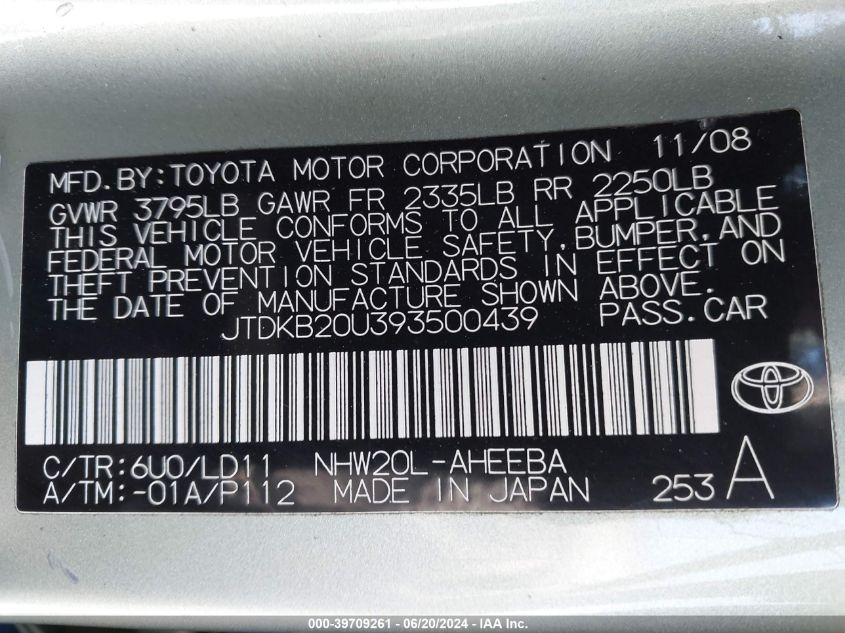 MFD. BY: TOYOTA MOTOR CORPORATION 11/08
GVWR 3795LB GAWR FR 2335LB RR 2250LB
THIS VEHICLE CONFORMS TO ALL APPLICABLE
FEDERAL MOTOR VEHICLE SAFETY, BUMPER, AND
THEFT PREVENTION STANDARDS IN EFFECT ON
THE DATE OF MANUFACTURE SHOWN ABOVE.
JTDKB20U393500439 PASS. CAR
C/TR: 6U0/LD11 NHW20L-AHEEBA
A/TM: -01A/P112 MADE IN JAPAN 253 A
000-39709261 - 06/20/2024 - IAA Inc.